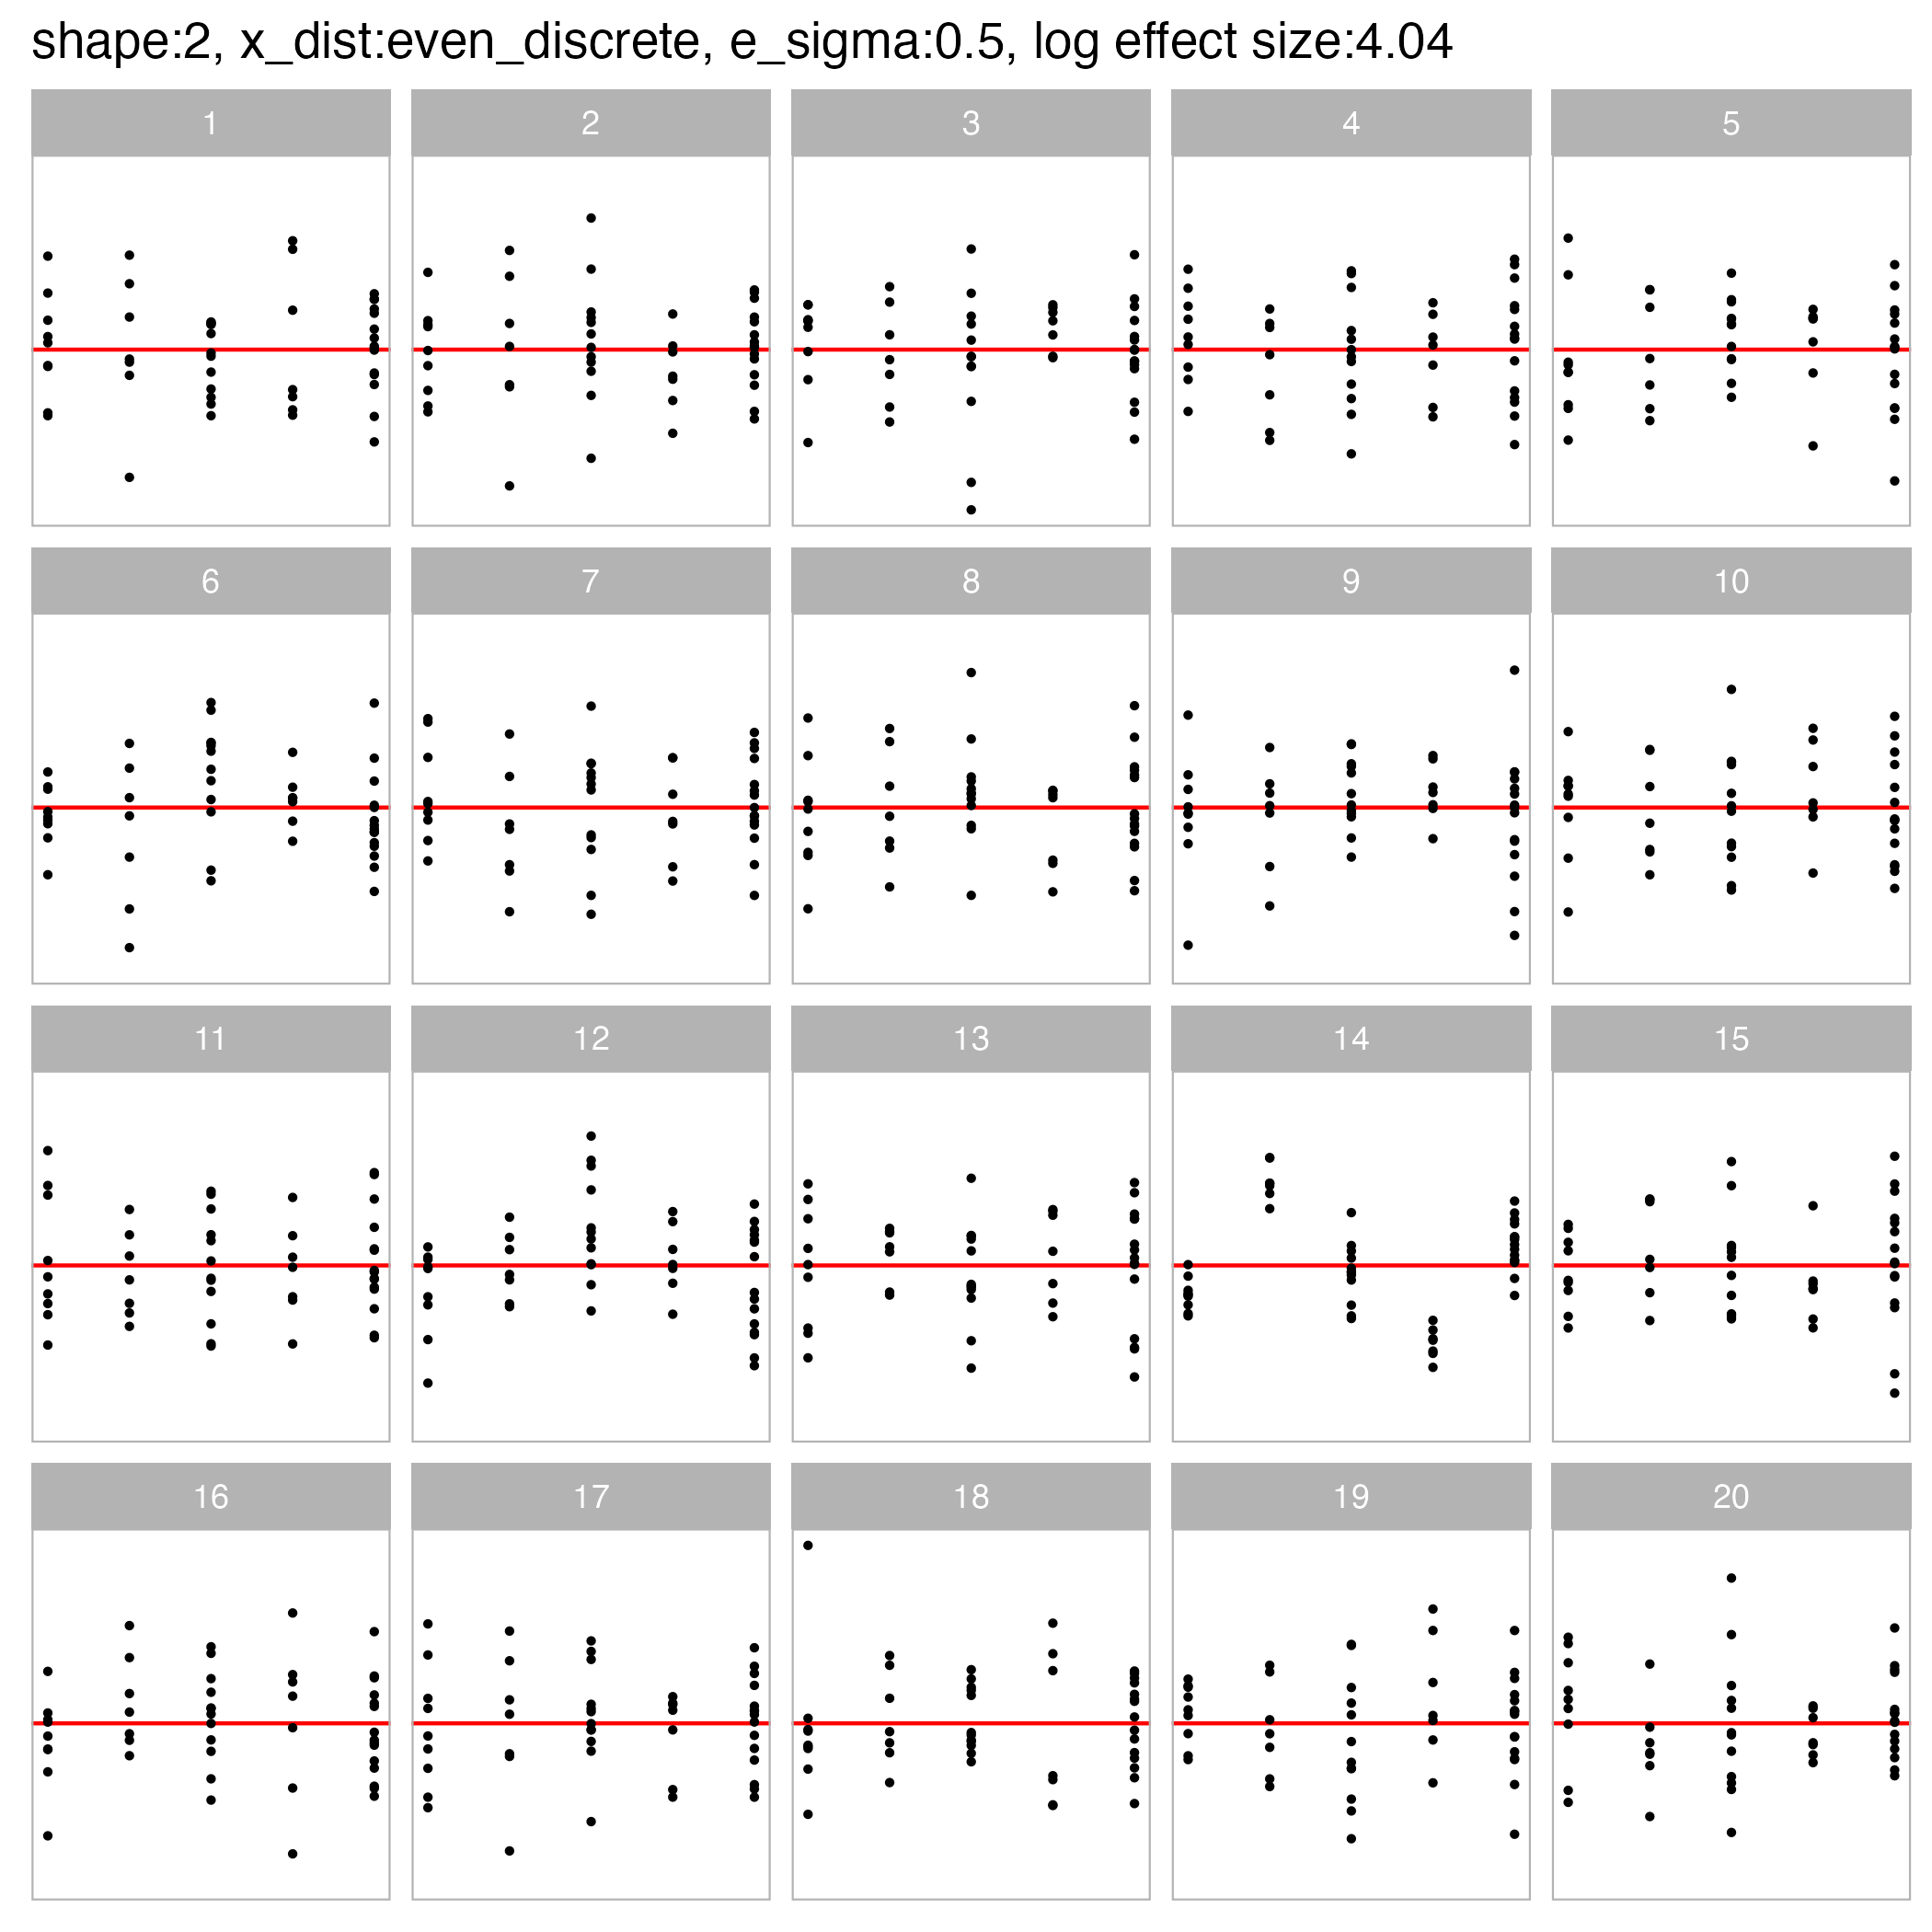 shape:2, x_dist:even_discrete, e_sigma:0.5, log effect size:4.04
1 2 3 4 5
6 7 8 9 10
11 12 13 14 15
16 17 18 19 20